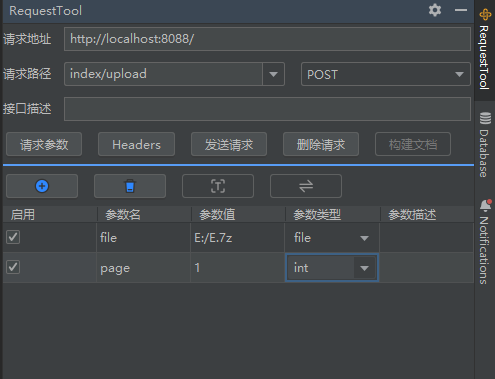 RequestTool
请求地址 http://localhost:8088/
请求路径 index/upload POST
接口描述
请求参数 Headers 发送请求 删除请求 构建文档
启用 参数名 参数值 参数类型 参数描述
file E:/E.7z file
page 1 int
RequestTool
Database
Notifications